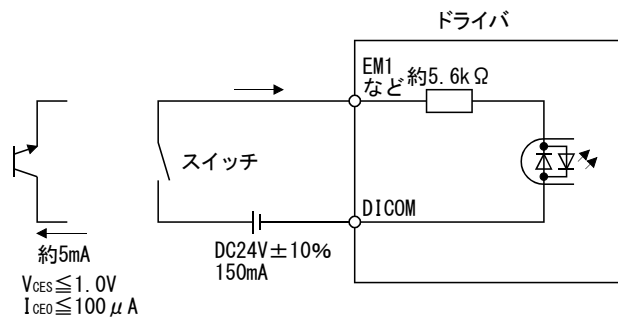 ドライバ
EM1
など
約5.6kΩ
スイッチ
DICOM
DC24V±10%
150mA
約5mA
VCES≦1.0V
ICEO≦100μA